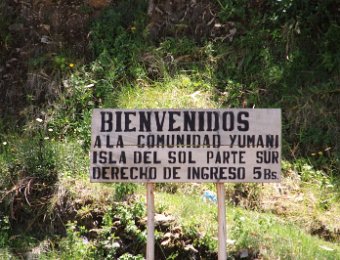 BIENVENIDOS
A LA COMUNIDAD YUMANI
ISLA DEL SOL PARTE SUR
DERECHO DE INGRESO 5 Bs.